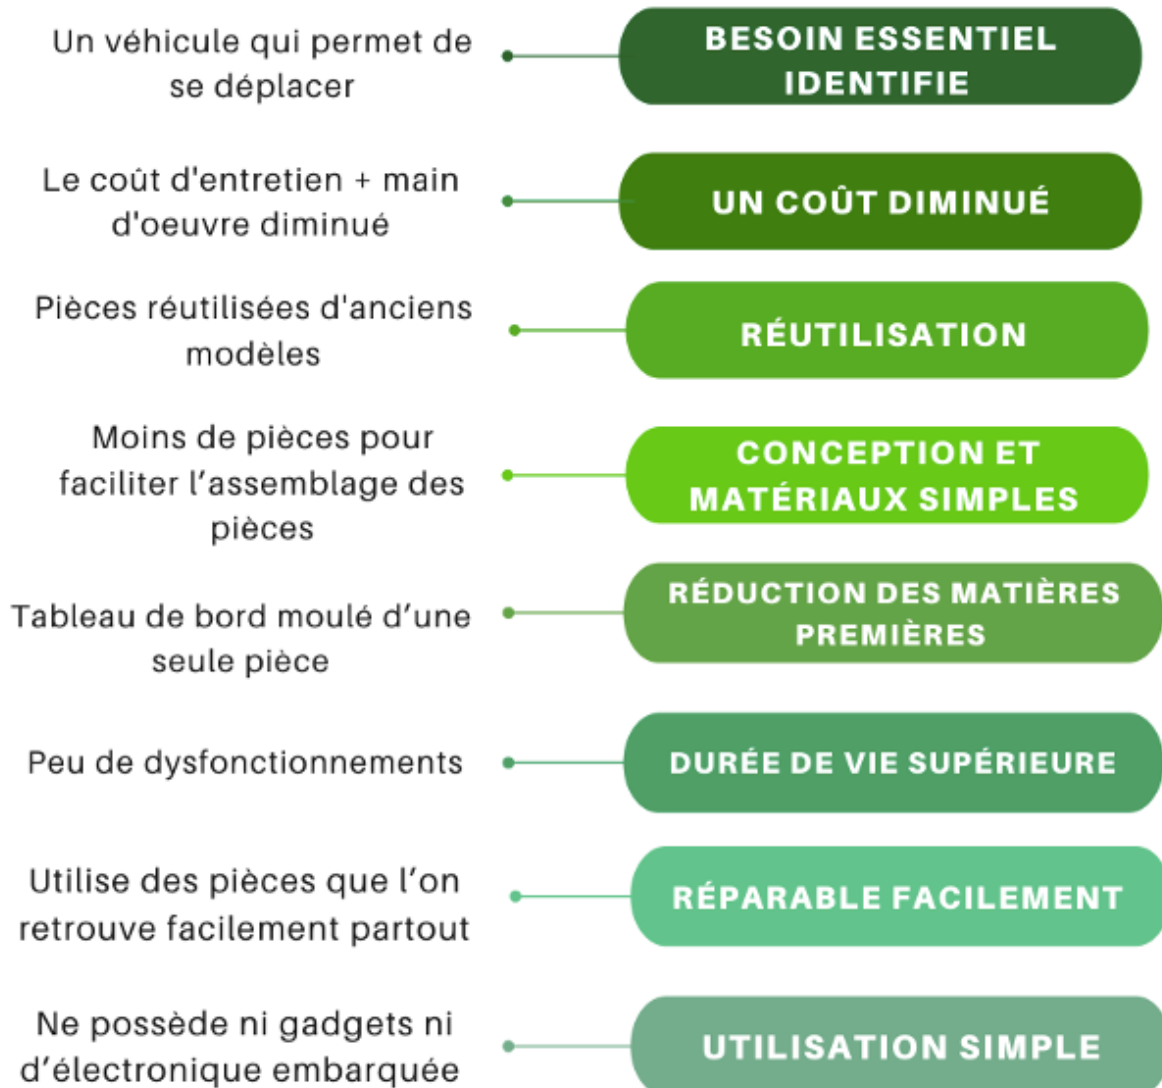 Un véhicule qui permet de
se déplacer
BESOIN ESSENTIEL
IDENTIFIE
Le coût d'entretien + main
d'oeuvre diminué
UN COÛT DIMINUÉ
Pièces réutilisées d'anciens
modèles
RÉUTILISATION
Moins de pièces pour
faciliter l’assemblage des
pièces
CONCEPTION ET
MATÉRIAUX SIMPLES
Tableau de bord moulé d’une
seule pièce
RÉDUCTION DES MATIÈRES
PREMIÈRES
Peu de dysfonctionnements
DURÉE DE VIE SUPÉRIEURE
Utilise des pièces que l’on
retrouve facilement partout
RÉPARABLE FACILEMENT
Ne possède ni gadgets ni
d’électronique embarquée
UTILISATION SIMPLE